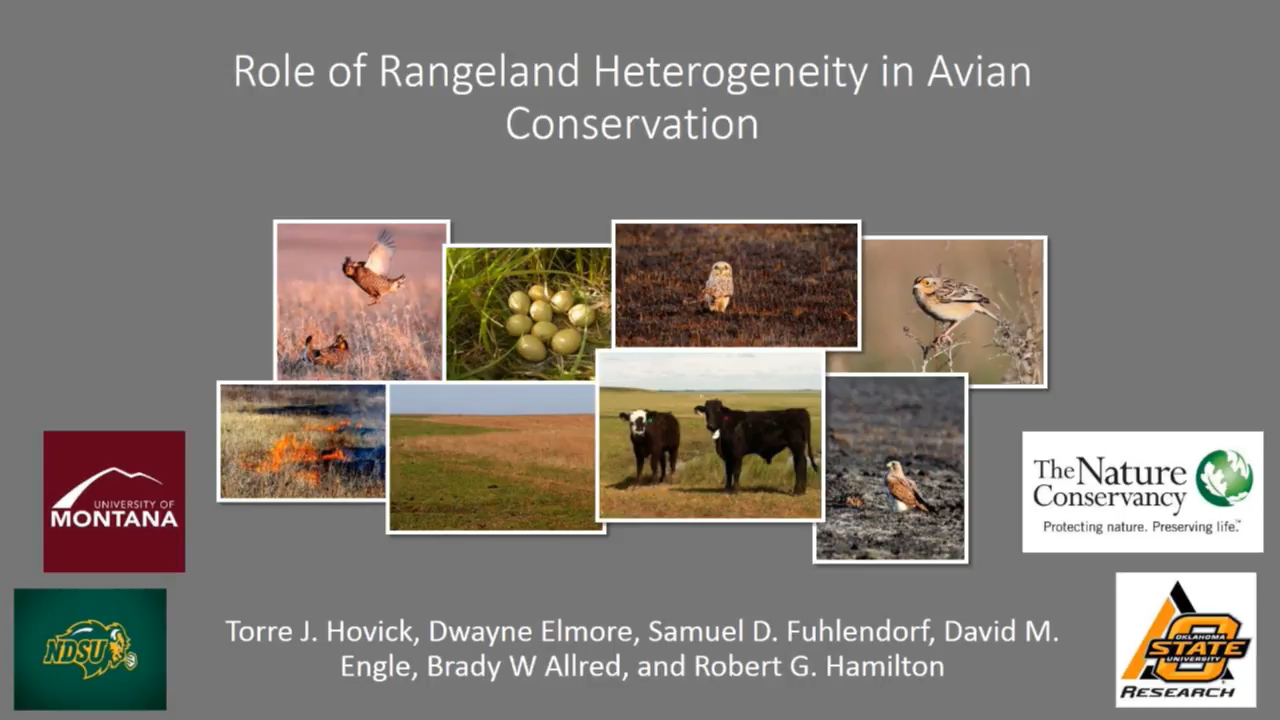 Role of Rangeland Heterogeneity in Avian
Conservation
UNIVERSITY OF
MONTANA
The Nature
Conservancy
Protecting nature. Preserving life.™
NDSU
Torre J. Hovick, Dwayne Elmore, Samuel D. Fuhlendorf, David M.
Engle, Brady W Allred, and Robert G. Hamilton
OKLAHOMA
STATE
UNIVERSITY
RESEARCH